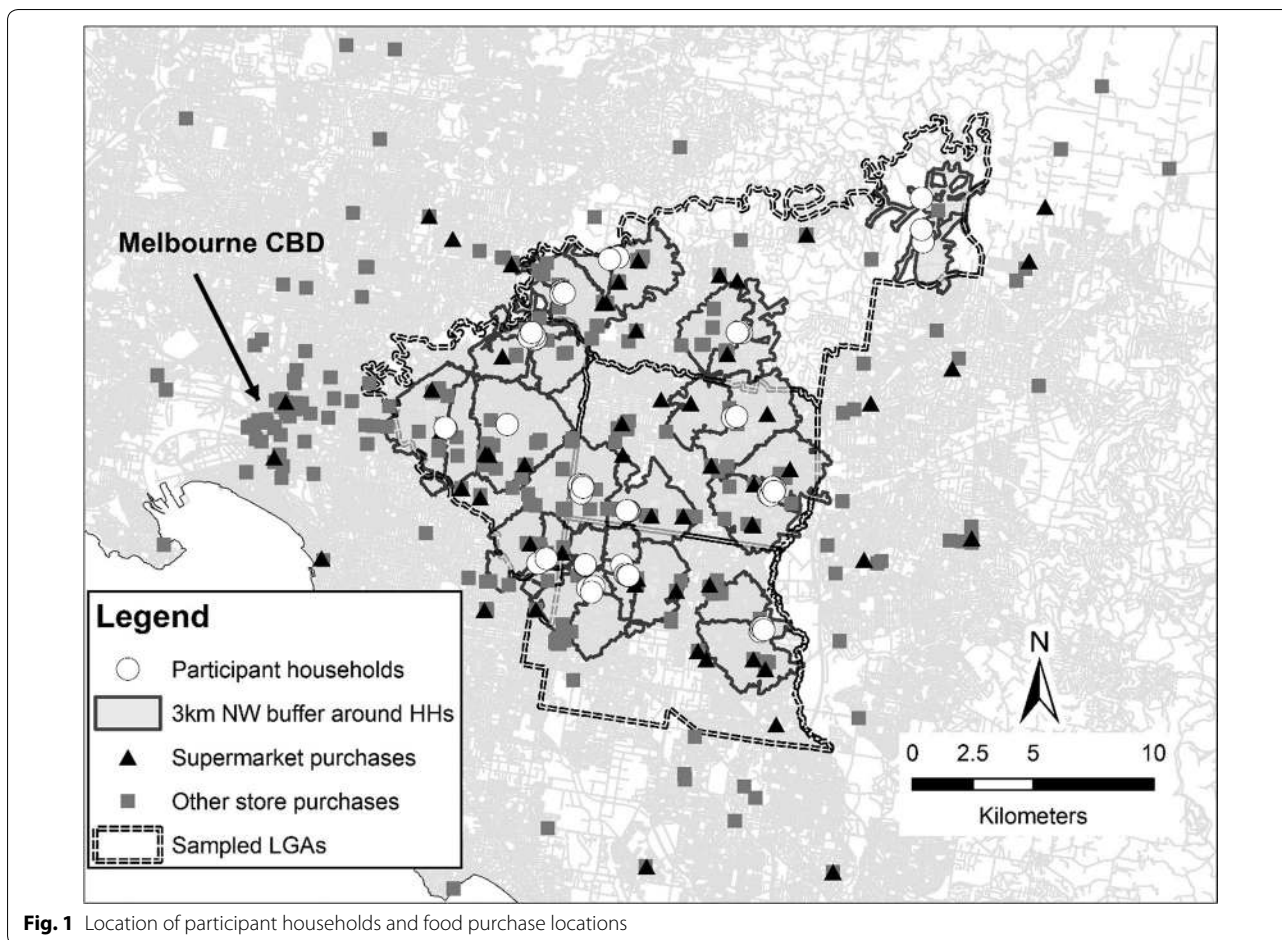 Melbourne CBD
Legend
Participant households
3km NW buffer around HHs
Supermarket purchases
Other store purchases
Sampled LGAs
N
0 2.5 5 10
Kilometers
Fig. 1 Location of participant households and food purchase locations